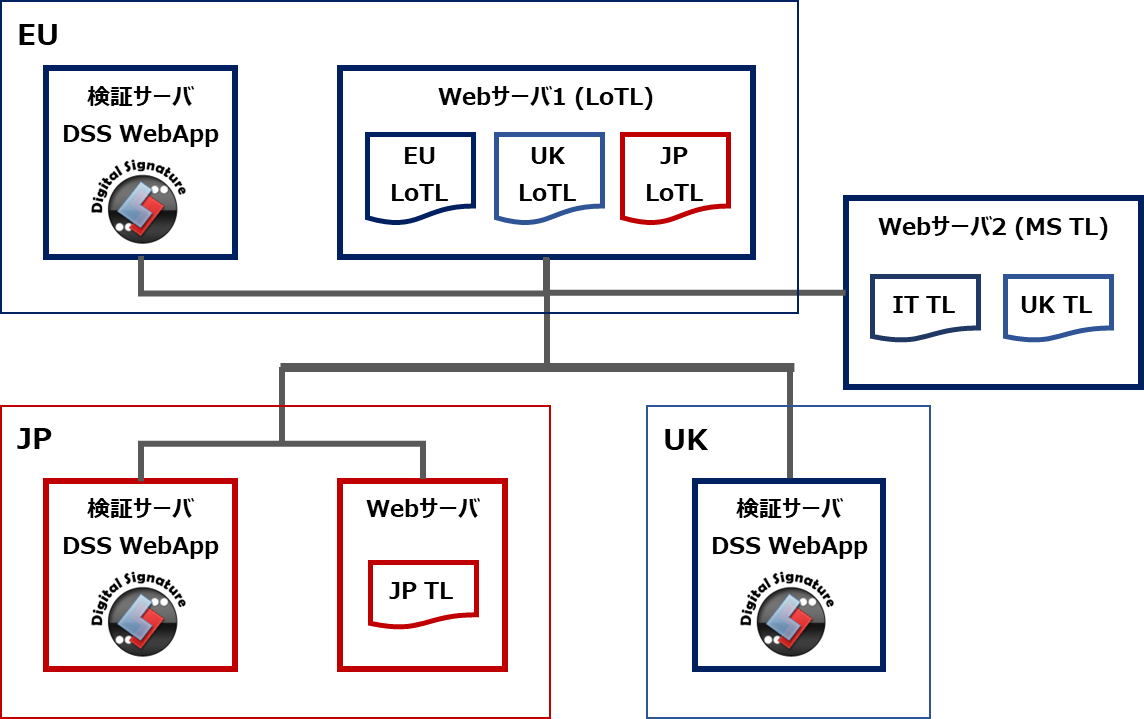 EU
検証サーバ
DSS WebApp
Digital Signature
Webサーバ1 (LoTL)
EU
LoTL
UK
LoTL
JP
LoTL
Webサーバ2 (MS TL)
IT TL
UK TL
JP
検証サーバ
DSS WebApp
Digital Signature
Webサーバ
JP TL
UK
検証サーバ
DSS WebApp
Digital Signature